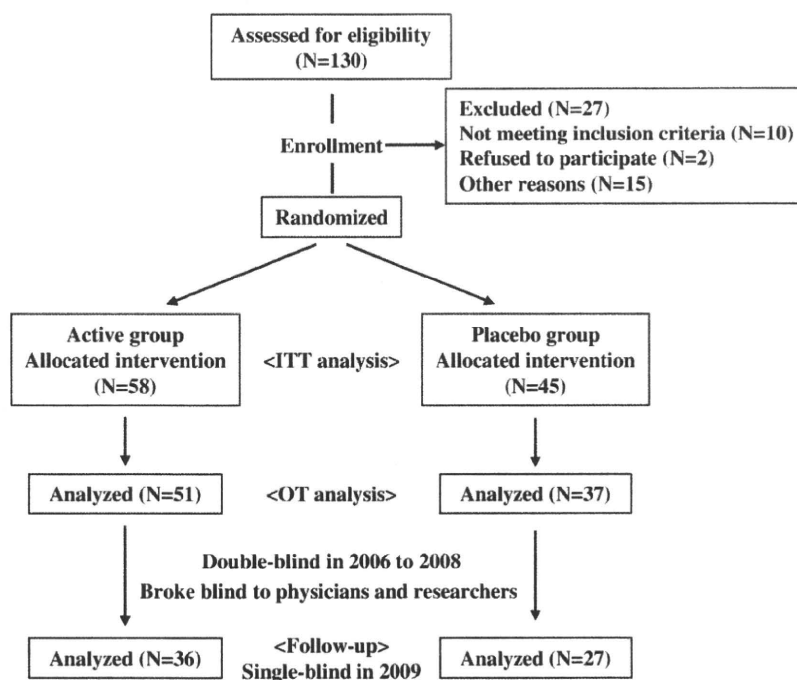 Assessed for eligibility
(N=130)
Excluded (N=27)
Not meeting inclusion criteria (N=10)
Refused to participate (N=2)
Other reasons (N=15)
Enrollment
Randomized
Active group
Allocated intervention
(N=58)
<ITT analysis>
Placebo group
Allocated intervention
(N=45)
Analyzed (N=51)
<OT analysis>
Analyzed (N=37)
Double-blind in 2006 to 2008
Broke blind to physicians and researchers
Analyzed (N=36)
<Follow-up>
Single-blind in 2009
Analyzed (N=27)